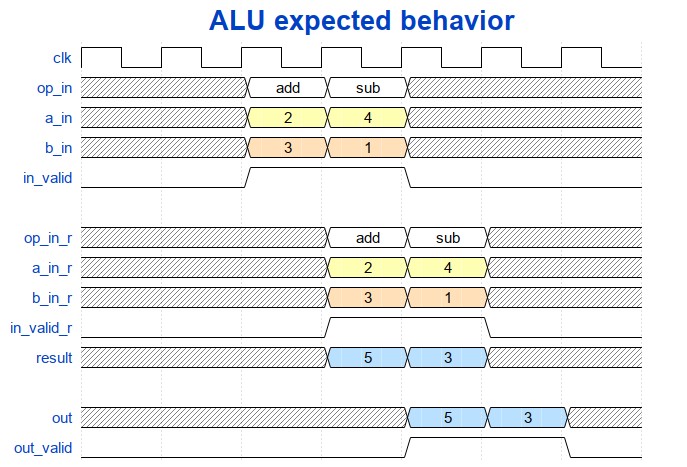 ALU expected behavior
clk
op_in add sub
a_in 2 4
b_in 3 1
in_valid
op_in_r add sub
a_in_r 2 4
b_in_r 3 1
in_valid_r
result 5 3
out 5 3
out_valid